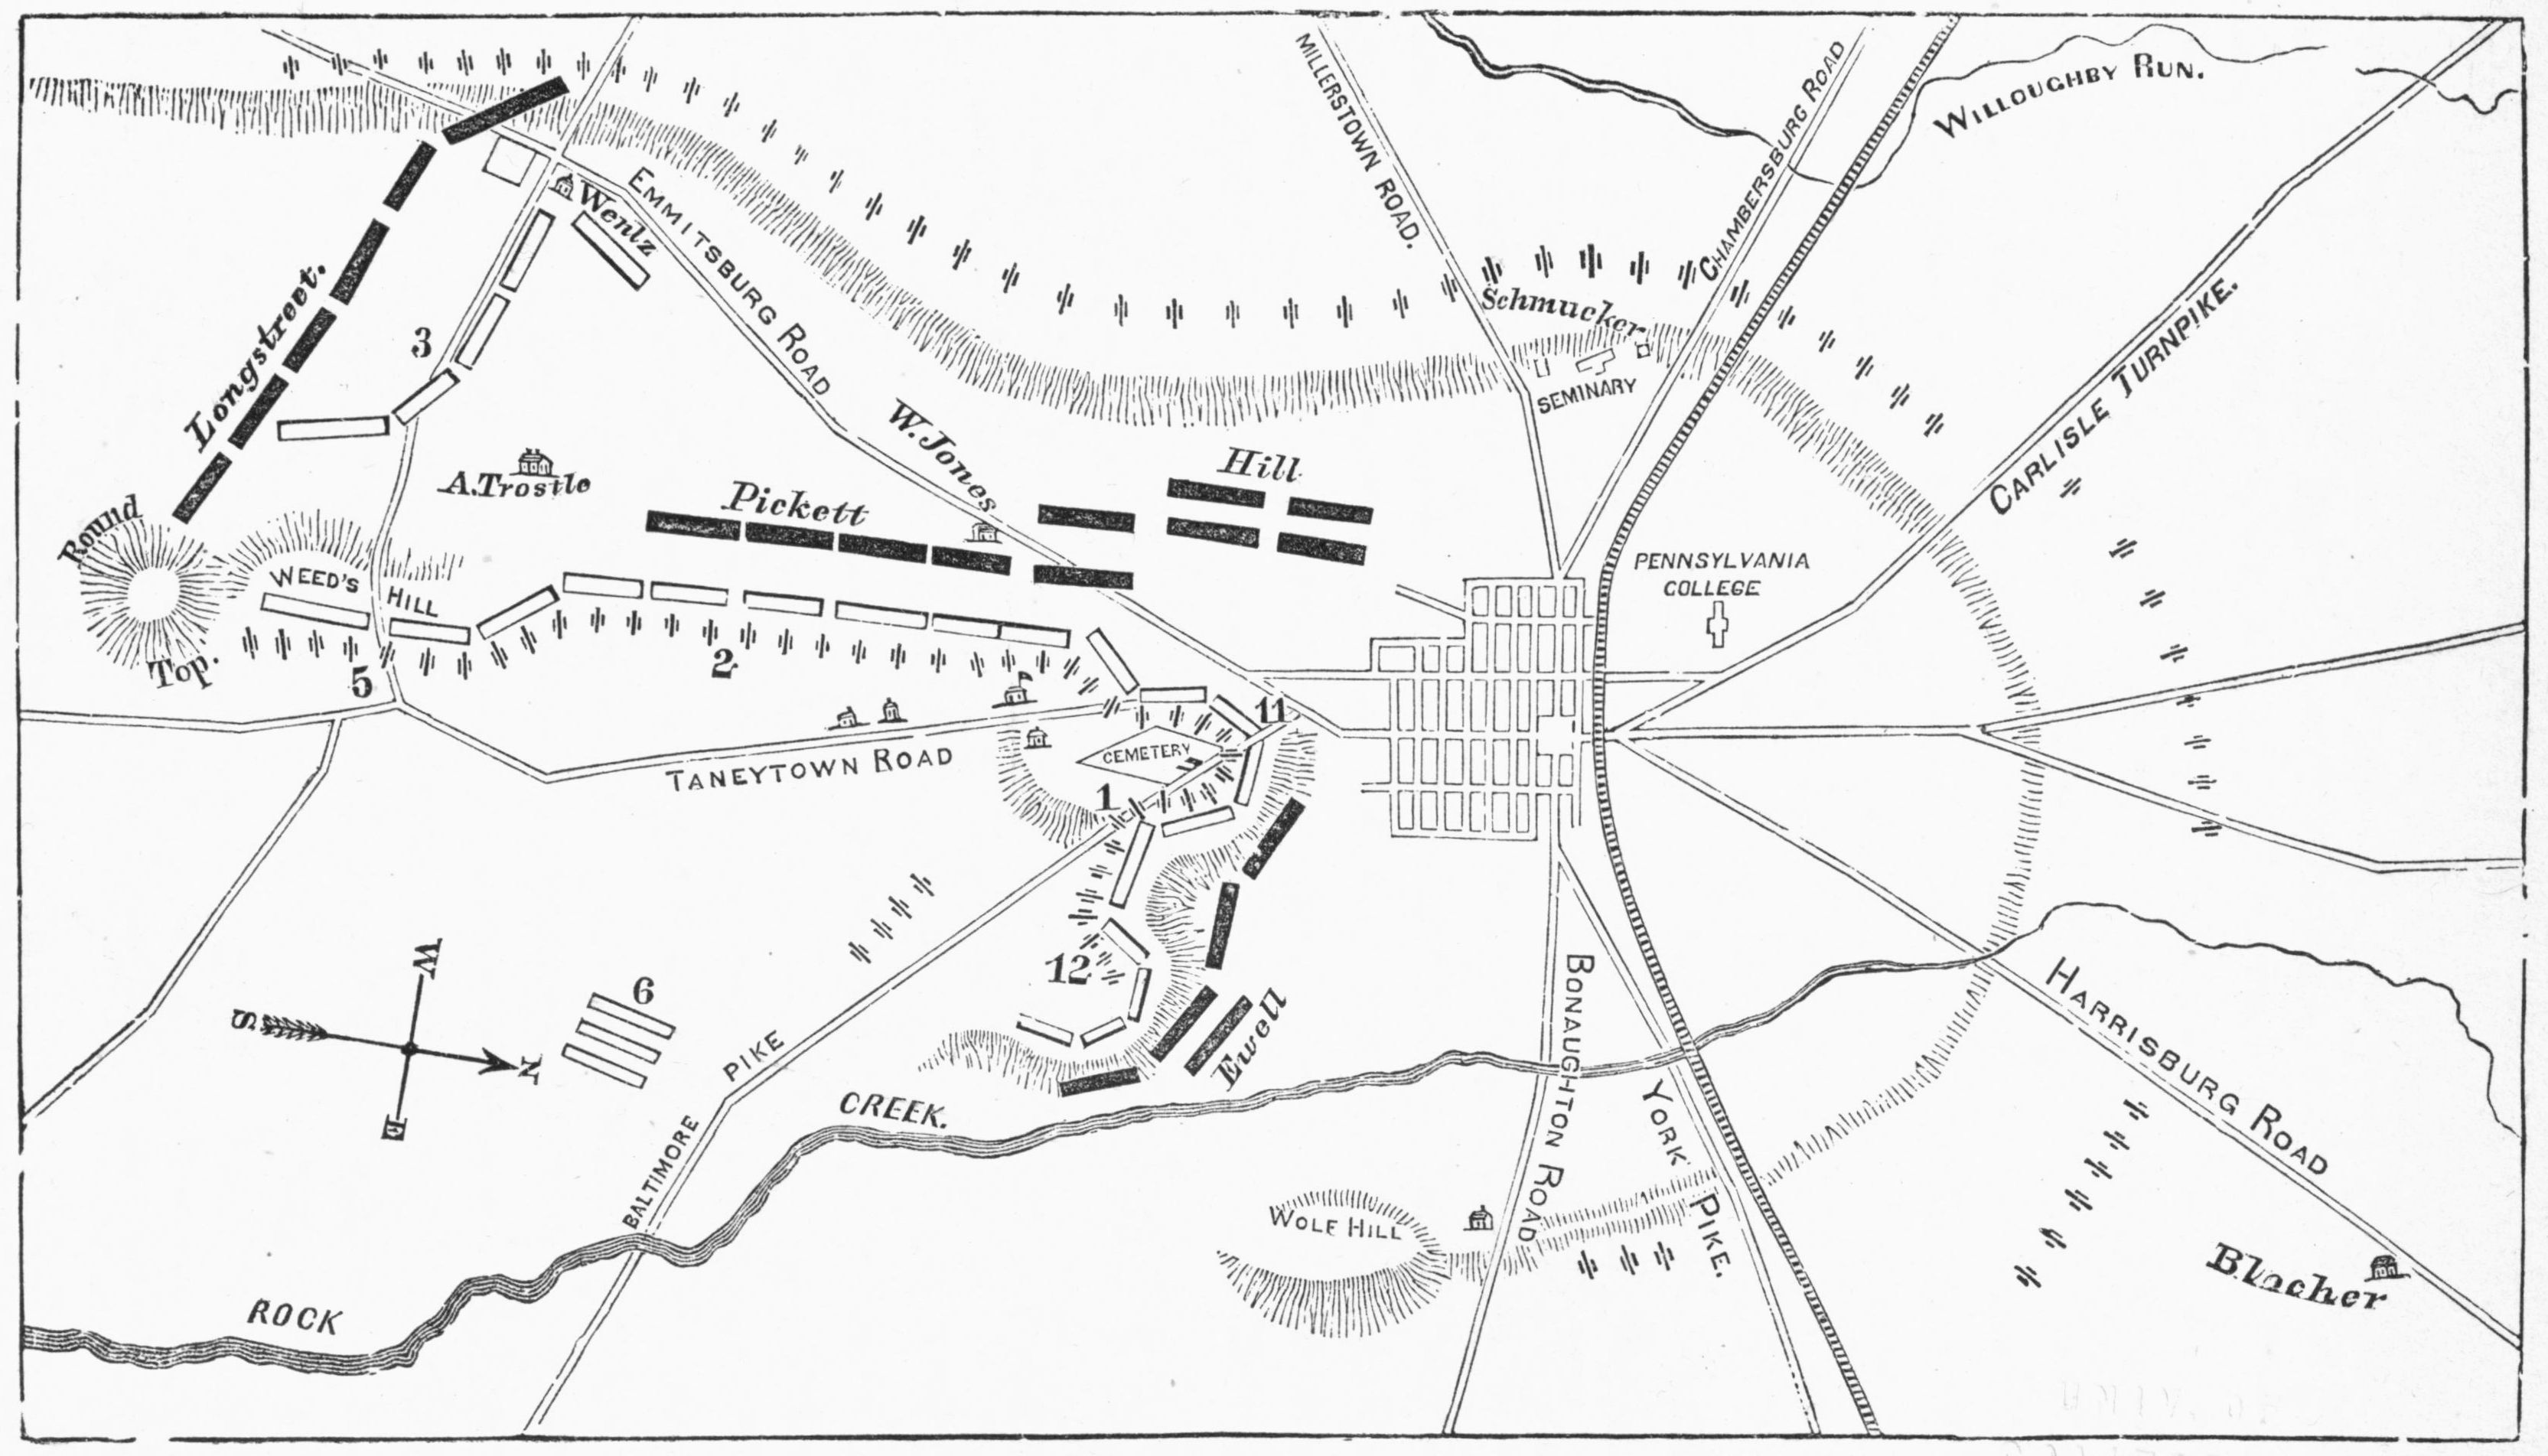 MILLERSTOWN ROAD.
CHAMBERSBURG ROAD
WILLOUGHBY RUN.
Wentz
EMMITSBURG ROAD
Longstreet.
3
Schmucker
SEMINARY
CARLISLE TURNPIKE.
W. Jones
Hill
A. Trostle
Pickett
Round
Top.
WEED'S
HILL
PENNSYLVANIA
COLLEGE
2
5
11
CEMETERY
TANEYTOWN ROAD
1
12
W
S
N
E
6
BONAUGHTON ROAD
HARRISBURG ROAD
Ewell
PIKE
BALTIMORE
CREEK.
YORK PIKE.
WOLF HILL
Blocher
ROCK